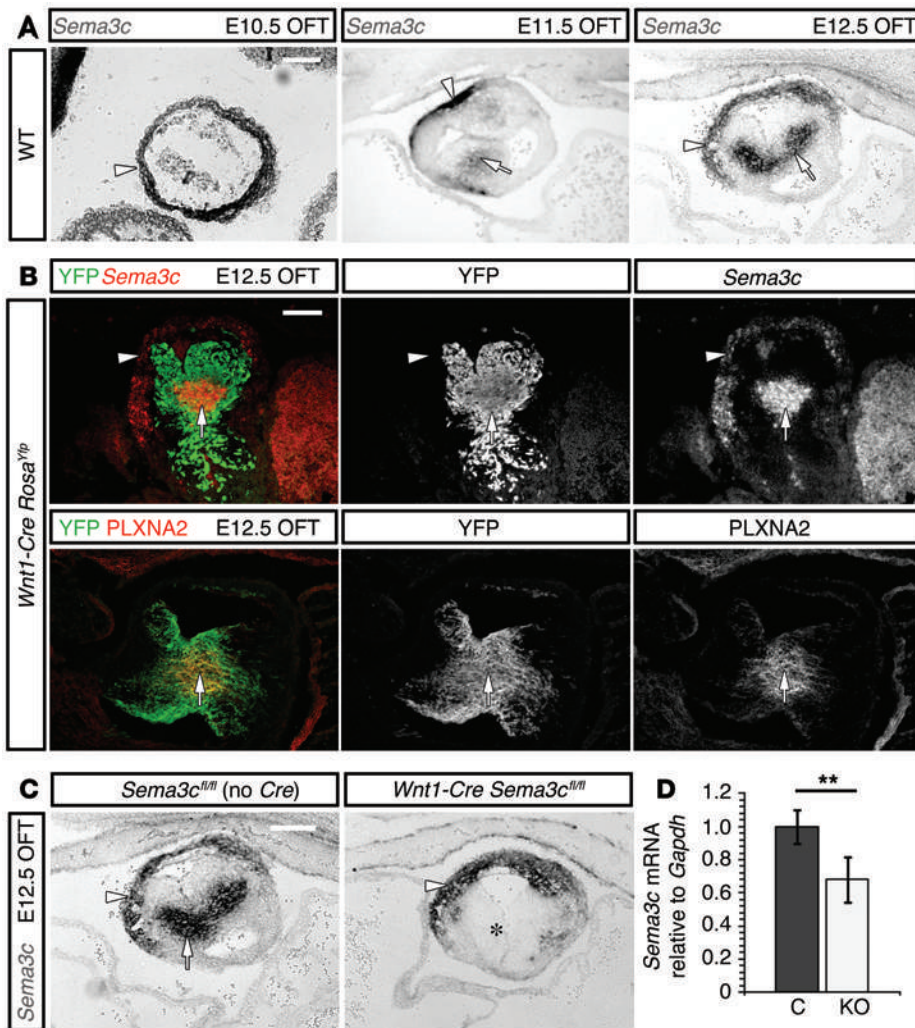 A
Sema3c E10.5 OFT
Sema3c E11.5 OFT
Sema3c E12.5 OFT
WT
B
YFP Sema3c E12.5 OFT
YFP
Sema3c
Wnt1-Cre Rosa^Yfp
YFP PLXNA2 E12.5 OFT
YFP
PLXNA2
C
Sema3c^fl/fl (no Cre)
Wnt1-Cre Sema3c^fl/fl
Sema3c E12.5 OFT
*
D
**
Sema3c mRNA
relative to Gapdh
1.2
1.0
0.8
0.6
0.4
0.2
0
C KO